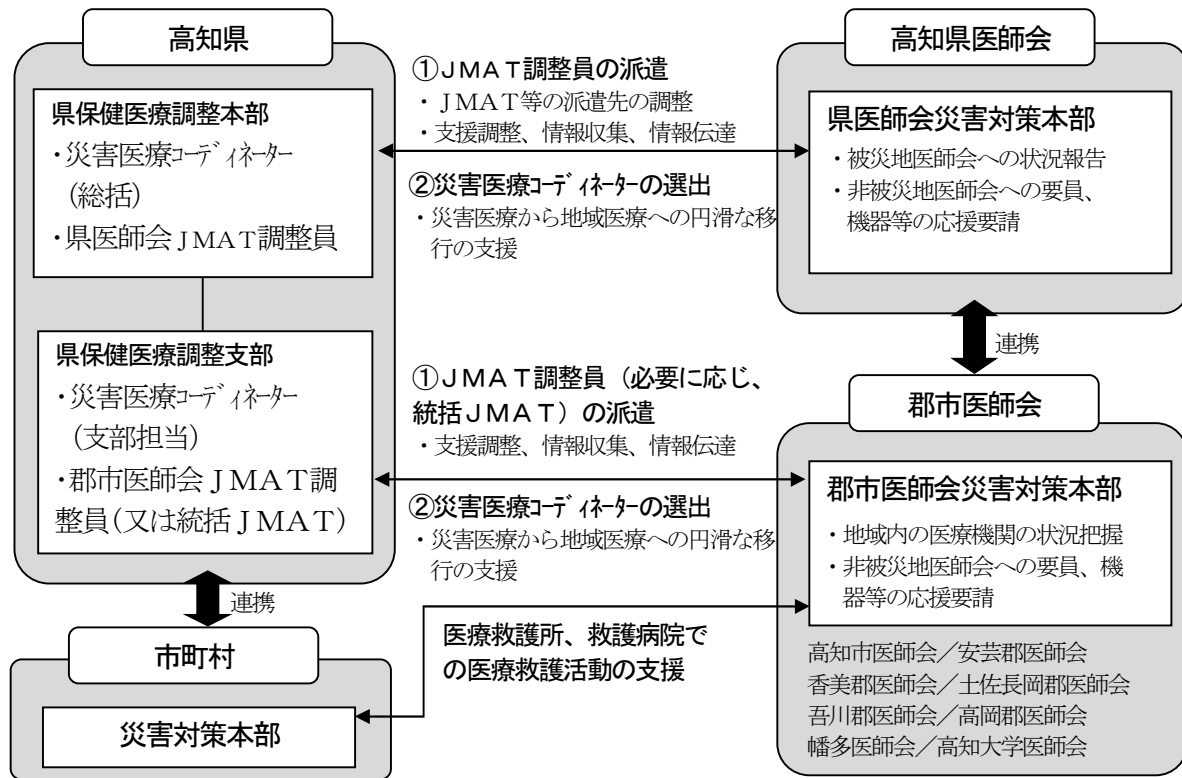 高知県
県保健医療調整本部
・災害医療コーディネーター
(総括)
・県医師会JMAT調整員
県保健医療調整支部
・災害医療コーディネーター
(支部担当)
・郡市医師会JMAT調
整員(又は統括JMAT)
連携
市町村
災害対策本部
①JMAT調整員の派遣
・JMAT等の派遣先の調整
・支援調整、情報収集、情報伝達
②災害医療コーディネーターの選出
・災害医療から地域医療への円滑な移
行の支援
①JMAT調整員(必要に応じ、
統括JMAT)の派遣
・支援調整、情報収集、情報伝達
②災害医療コーディネーターの選出
・災害医療から地域医療への円滑な移
行の支援
医療救護所、救護病院で
の医療救護活動の支援
高知県医師会
県医師会災害対策本部
・被災地医師会への状況報告
・非被災地医師会への要員、
機器等の応援要請
連携
郡市医師会
郡市医師会災害対策本部
・地域内の医療機関の状況把握
・非被災地医師会への要員、機
器等の応援要請
高知市医師会/安芸郡医師会
香美郡医師会/土佐長岡郡医師会
吾川郡医師会/高岡郡医師会
幡多医師会/高知大学医師会